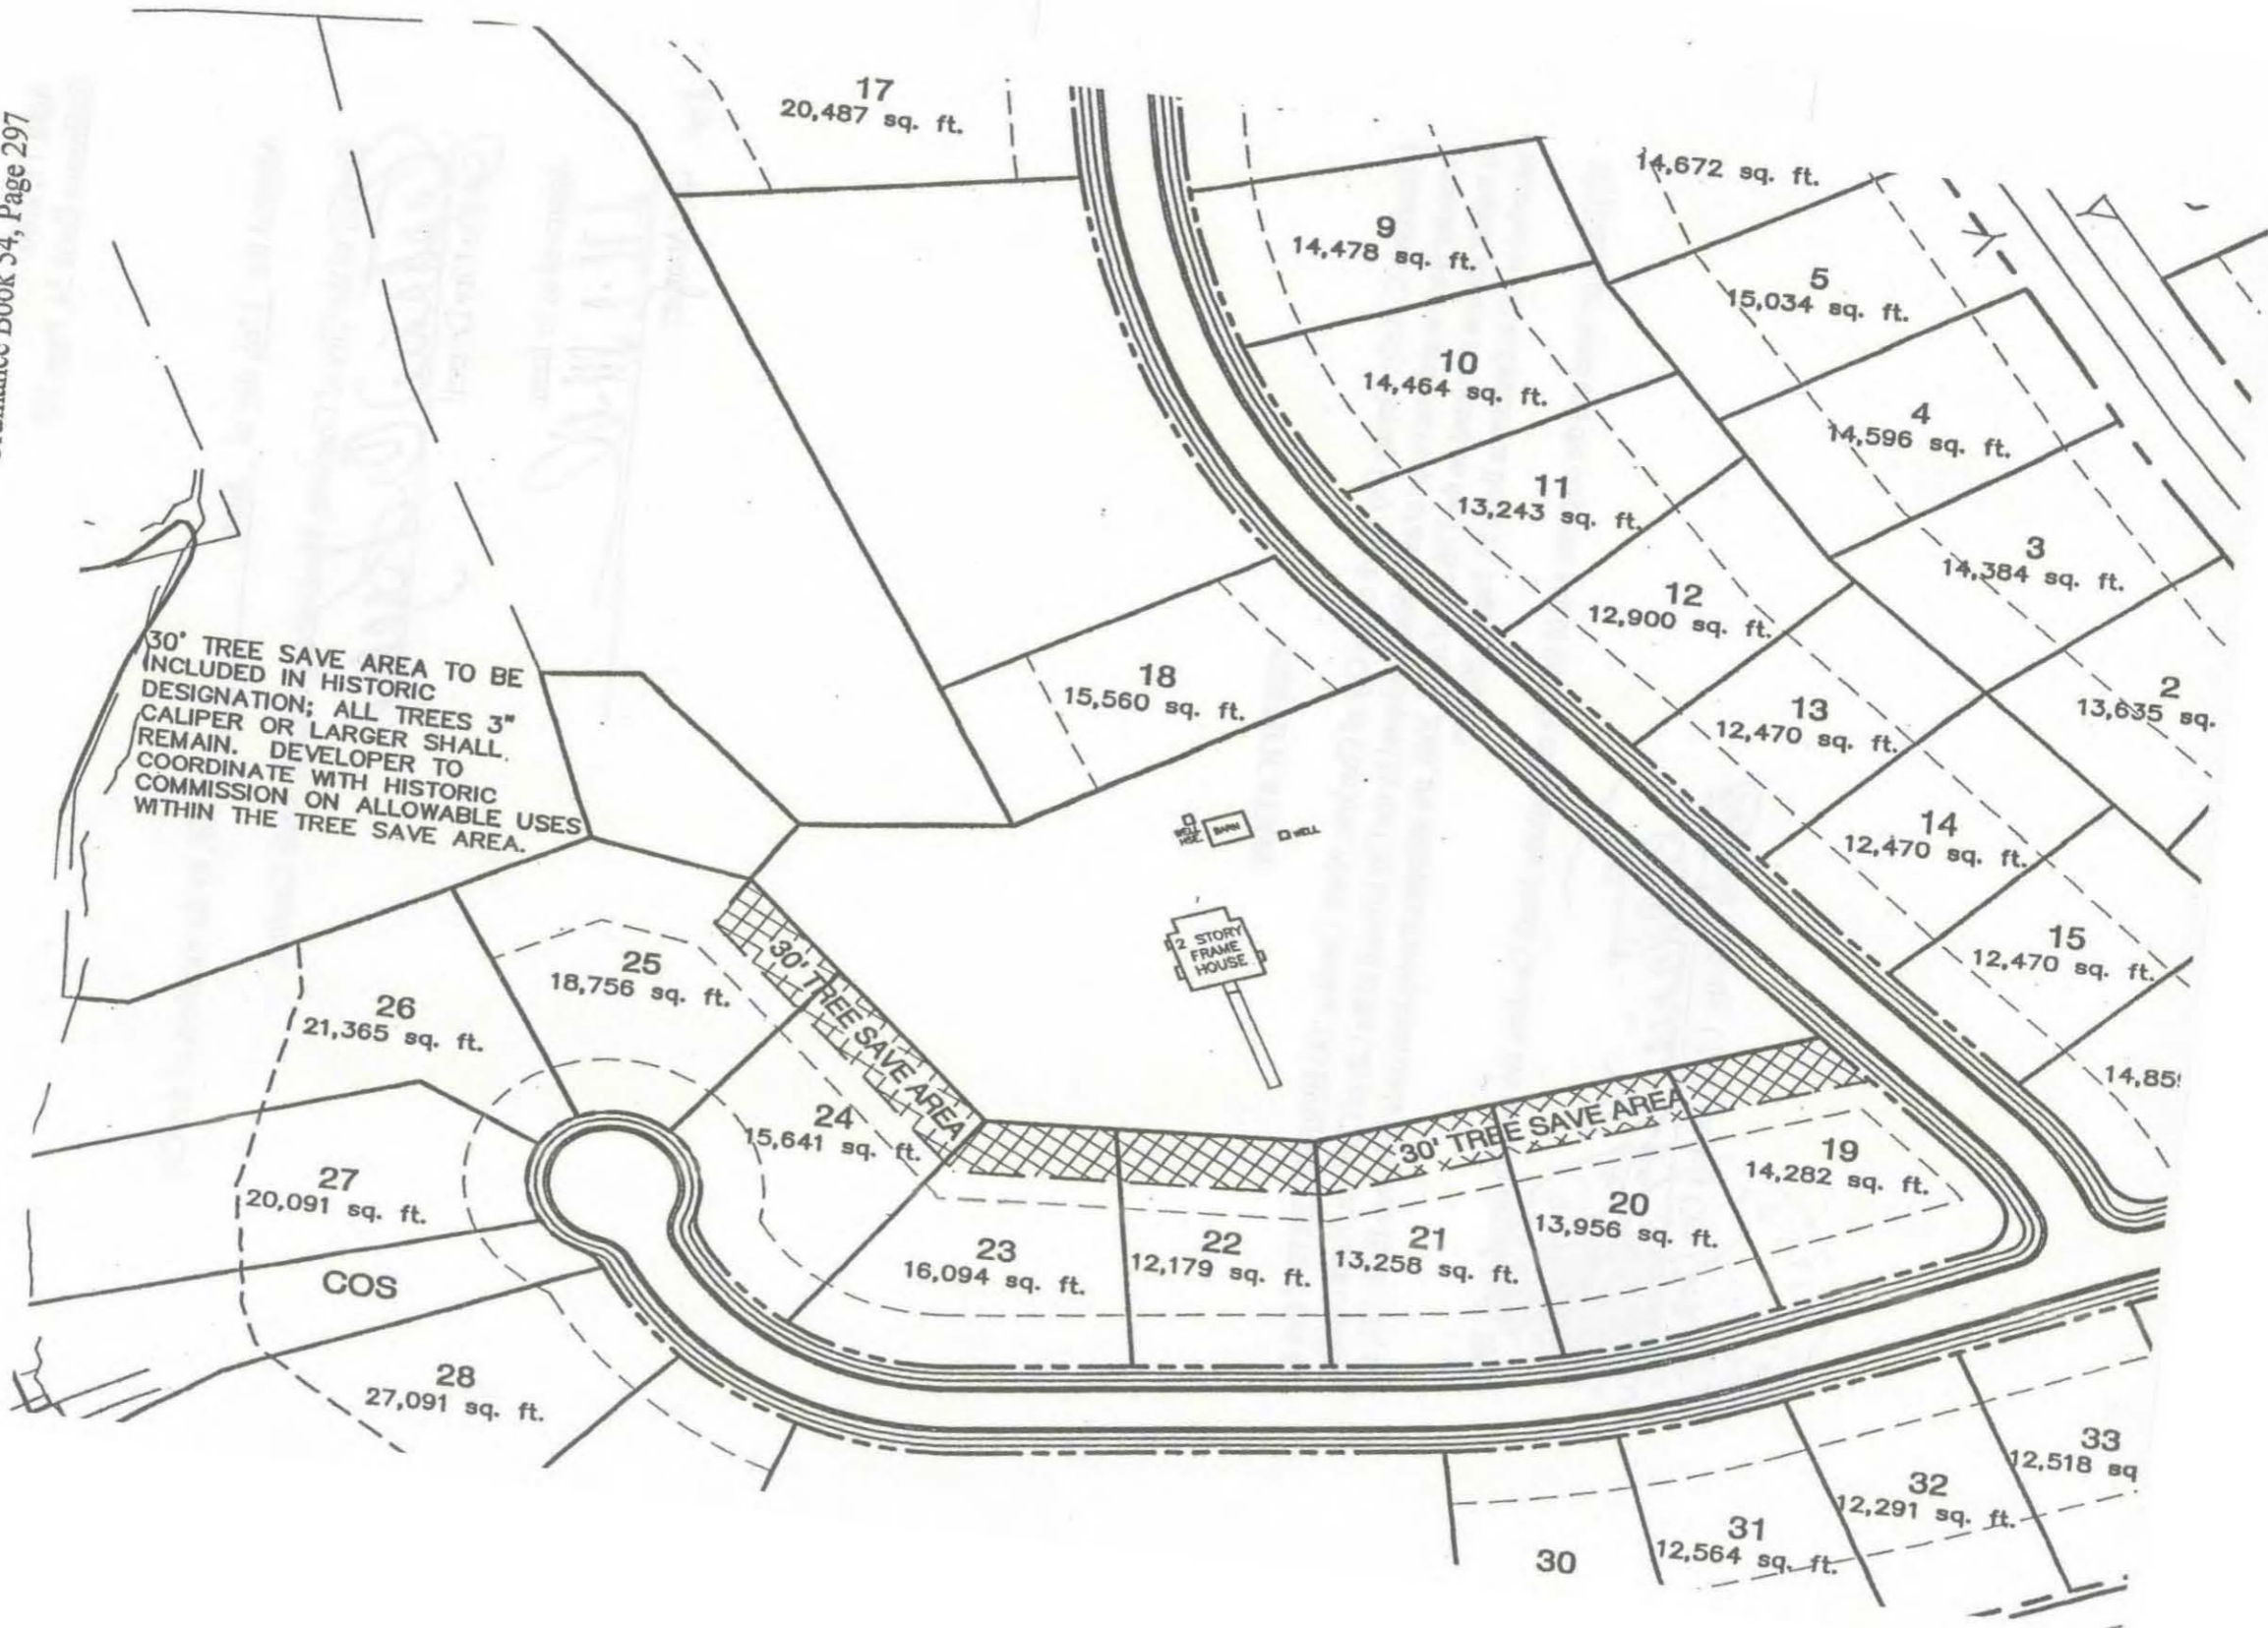 Book 54, Page 297
17
20,487 sq. ft.
14,672 sq. ft.
9
14,478 sq. ft.
5
15,034 sq. ft.
10
14,464 sq. ft.
4
14,596 sq. ft.
11
13,243 sq. ft.
3
14,384 sq. ft.
12
12,900 sq. ft.
2
13,635 sq.
18
15,560 sq. ft.
13
12,470 sq. ft.
30' TREE SAVE AREA TO BE
INCLUDED IN HISTORIC
DESIGNATION; ALL TREES 3"
CALIPER OR LARGER SHALL
REMAIN. DEVELOPER TO
COORDINATE WITH HISTORIC
COMMISSION ON ALLOWABLE USES
WITHIN THE TREE SAVE AREA.
WELL
HSE.
BARN
WELL
14
12,470 sq. ft.
2 STORY
FRAME
HOUSE
15
12,470 sq. ft.
25
18,756 sq. ft.
30' TREE SAVE AREA
26
21,365 sq. ft.
14,85
24
15,641 sq. ft.
30' TREE SAVE AREA
19
14,282 sq. ft.
27
20,091 sq. ft.
20
13,956 sq. ft.
23
16,094 sq. ft.
22
12,179 sq. ft.
21
13,258 sq. ft.
COS
28
27,091 sq. ft.
33
12,518 sq
32
12,291 sq. ft.
31
12,564 sq. ft.
30